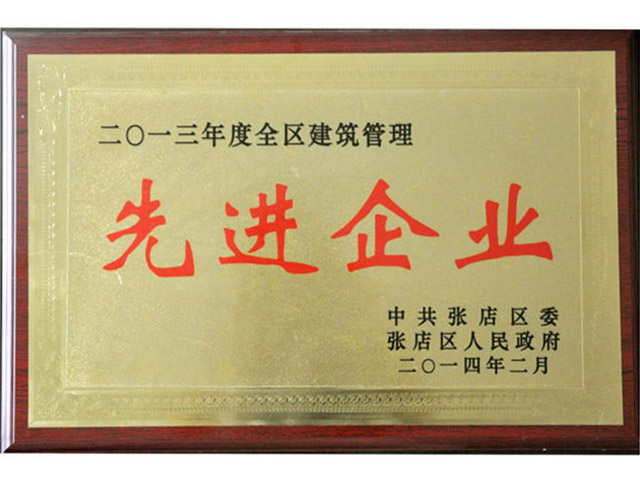 二〇一三年度全区建筑管理
先进企业
中共张店区委
张店区人民政府
二〇一四年二月